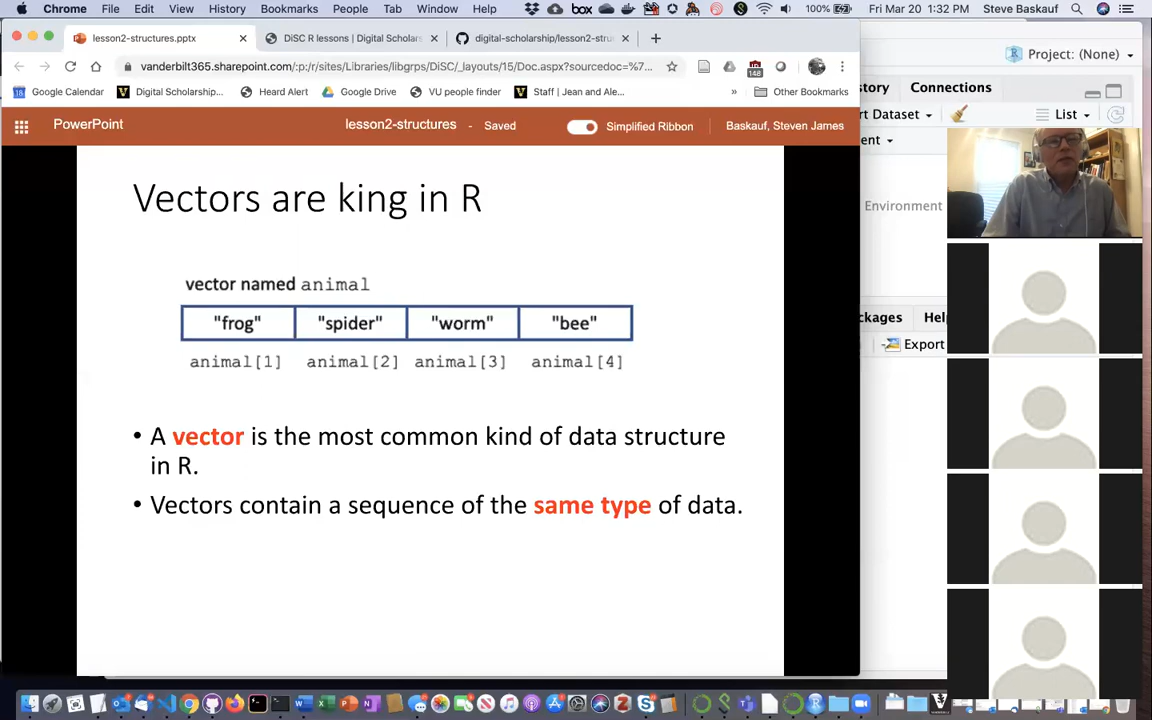 Chrome File Edit View History Bookmarks People Tab Window Help box 100% Fri Mar 20 1:32 PM Steve Baskauf
lesson2-structures.pptx
DiSC R lessons | Digital Scholar
digital-scholarship/lesson2-stru
Project: (None)
vanderbilt365.sharepoint.com/:p:/r/sites/Libraries/libgrps/DiSC/_layouts/15/Doc.aspx?sourcedoc=%7...
148
story Connections
Google Calendar Digital Scholarship... Heard Alert Google Drive VU people finder Staff | Jean and Ale... » Other Bookmarks
rt Dataset List
PowerPoint lesson2-structures - Saved Simplified Ribbon Baskauf, Steven James
ent
Vectors are king in R
Environment
vector named animal
"frog" "spider" "worm" "bee"
animal[1] animal[2] animal[3] animal[4]
ckages Help
Export
• A vector is the most common kind of data structure
in R.
• Vectors contain a sequence of the same type of data.